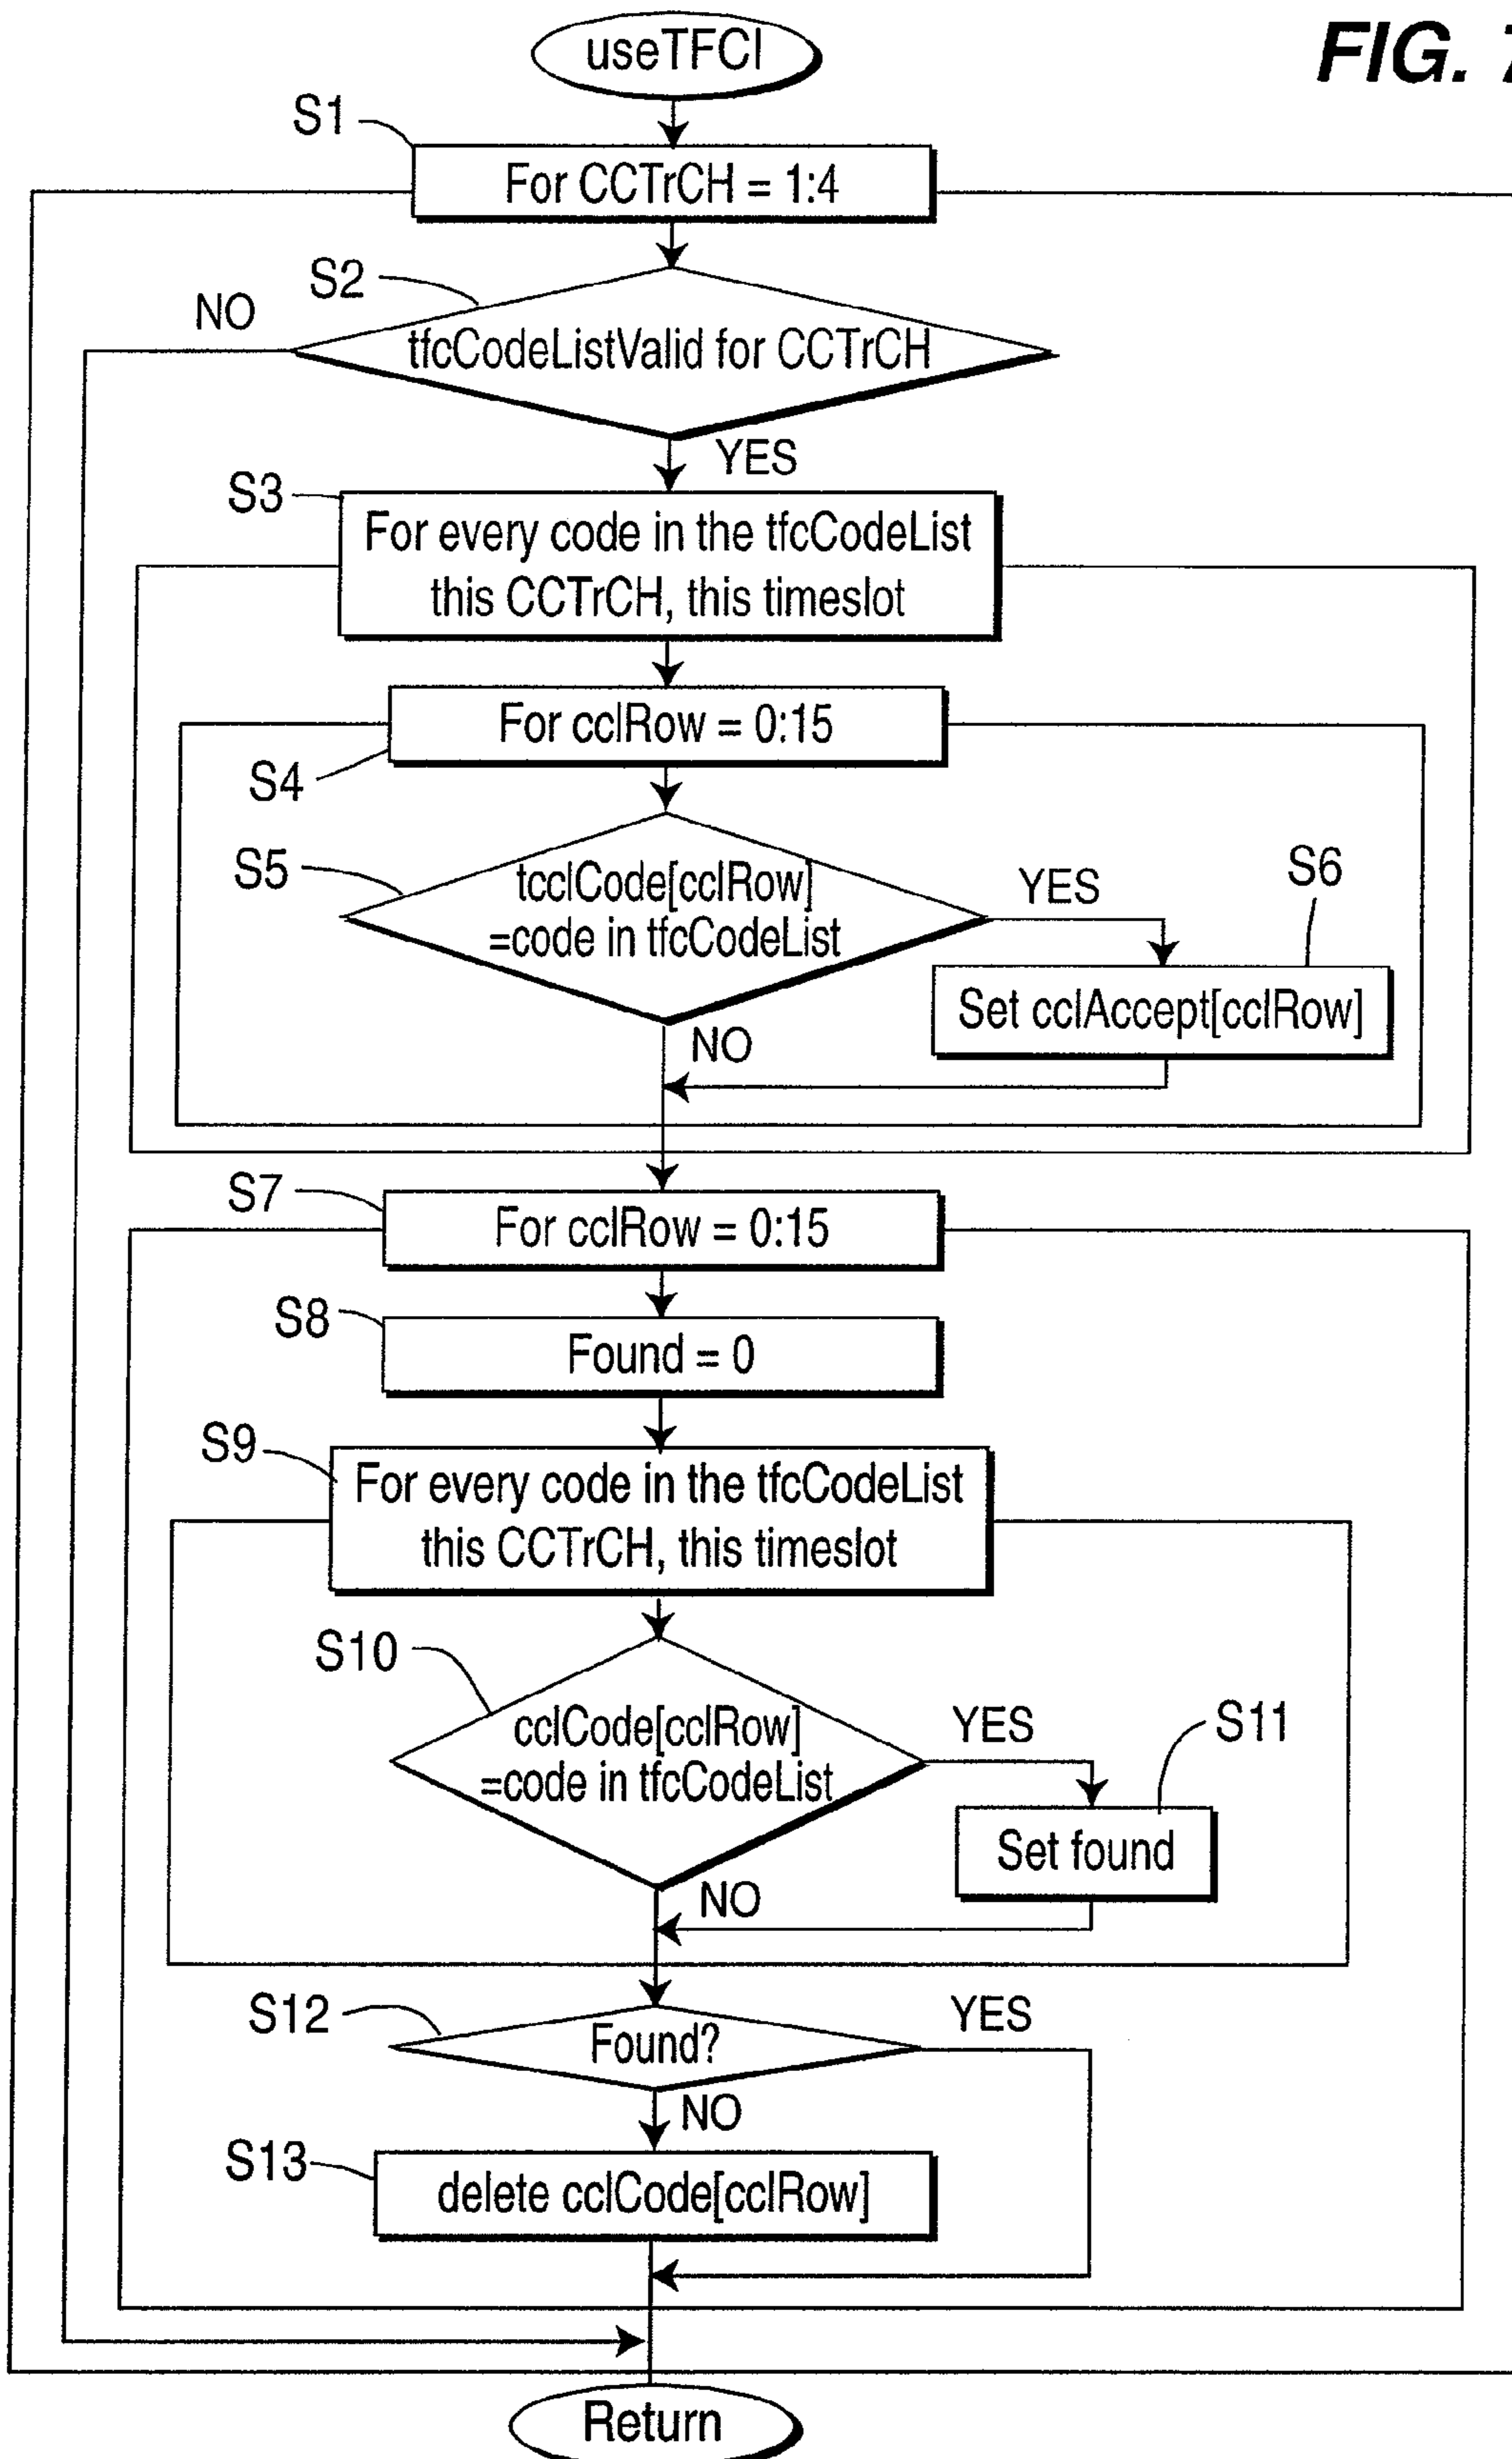 useTFCI
FIG. 7
S1
For CCTrCH = 1:4
S2
NO
tfcCodeListValid for CCTrCH
YES
S3
For every code in the tfcCodeList
this CCTrCH, this timeslot
For cclRow = 0:15
S4
S5
tcclCode[cclRow]
=code in tfcCodeList
YES
S6
Set cclAccept[cclRow]
NO
S7
For cclRow = 0:15
S8
Found = 0
S9
For every code in the tfcCodeList
this CCTrCH, this timeslot
S10
cclCode[cclRow]
=code in tfcCodeList
YES
S11
Set found
NO
S12
Found?
YES
NO
S13
delete cclCode[cclRow]
Return